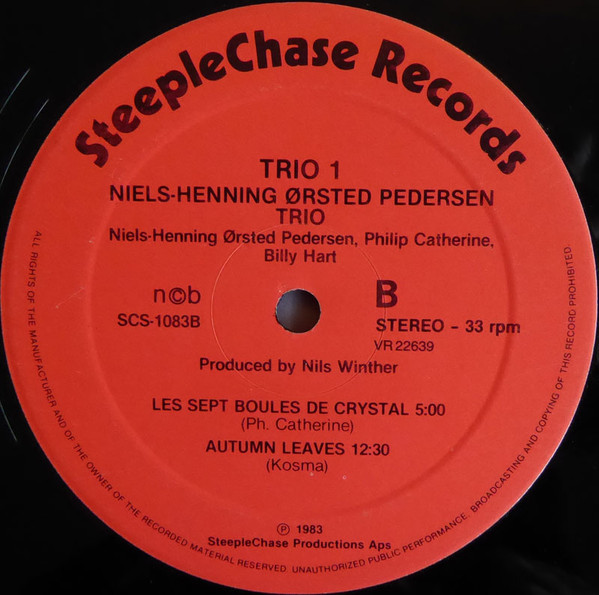 SteepleChase Records
TRIO 1
NIELS-HENNING ØRSTED PEDERSEN
TRIO
Niels-Henning Ørsted Pedersen, Philip Catherine,
Billy Hart
n©b
B
SCS-1083B
STEREO - 33 rpm
VR 22639
Produced by Nils Winther
LES SEPT BOULES DE CRYSTAL 5:00
(Ph. Catherine)
AUTUMN LEAVES 12:30
(Kosma)
℗ 1983
SteepleChase Productions Aps
ALL RIGHTS OF THE MANUFACTURER AND OF THE OWNER OF THE RECORDED MATERIAL RESERVED. UNAUTHORIZED PUBLIC PERFORMANCE. BROADCASTING AND COPYING OF THIS RECORD PROHIBITED.